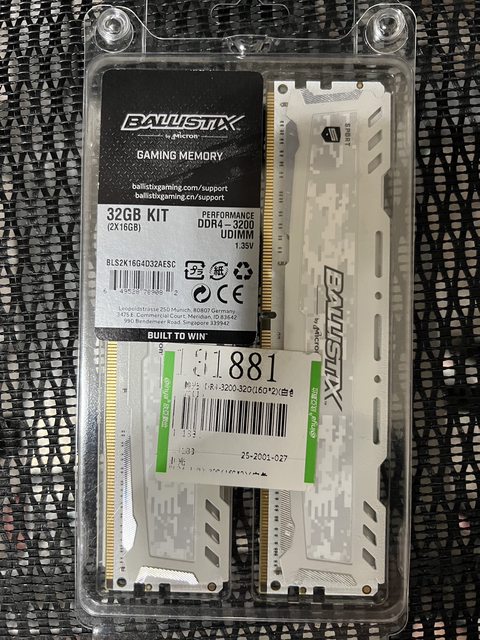 BALLISTIX
by Micron
GAMING MEMORY
ballistixgaming.com/support
ballistixgaming.cn/support
32GB KIT
(2X16GB)
PERFORMANCE
DDR4-3200
UDIMM
1.35V
BLS2K16G4D32AESC
CE
Leopoldstrasse 250 Munich, 80807 Germany
3475 E. Commercial Court, Meridian, ID 83642
990 Bendemeer Road, Singapore 339942
BUILT TO WIN
SPORT
BALLISTIX
by Micron
25-2001-027